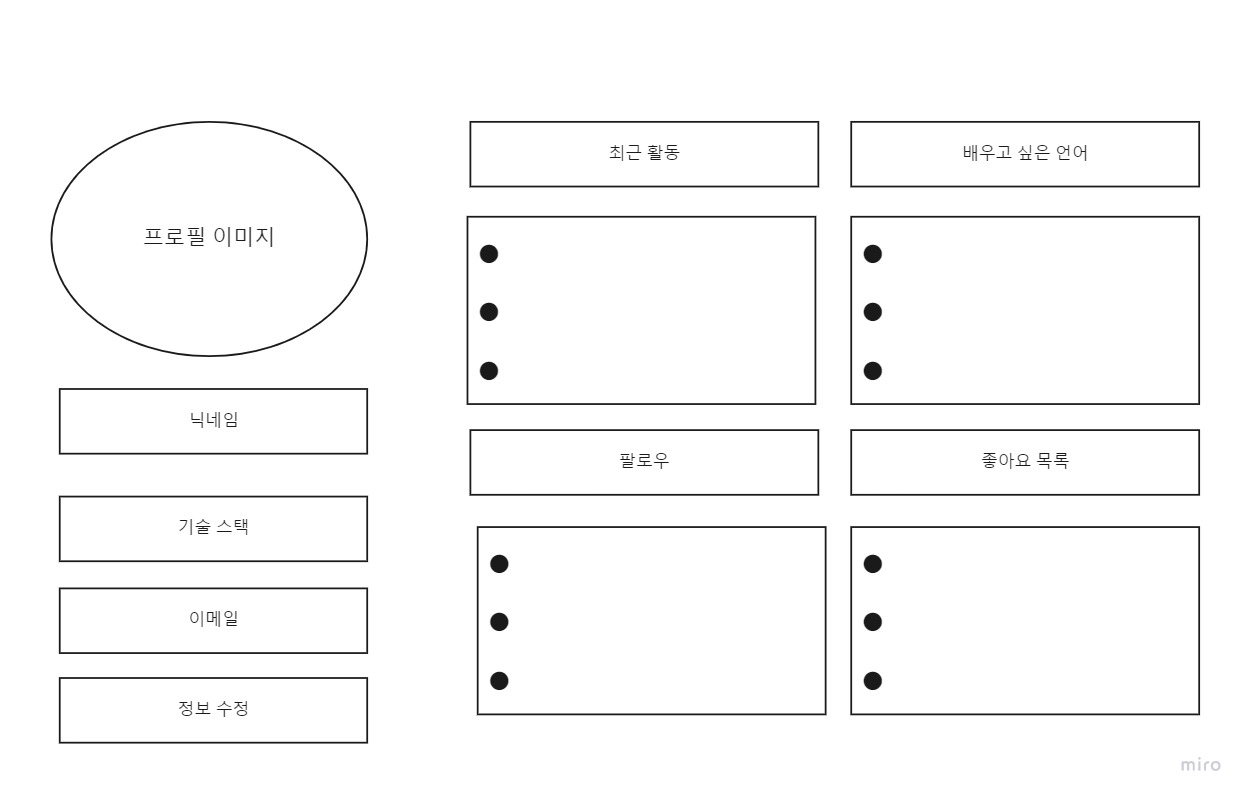 프로필 이미지
닉네임
기술 스택
이메일
정보 수정
최근 활동
배우고 싶은 언어
팔로우
좋아요 목록
miro